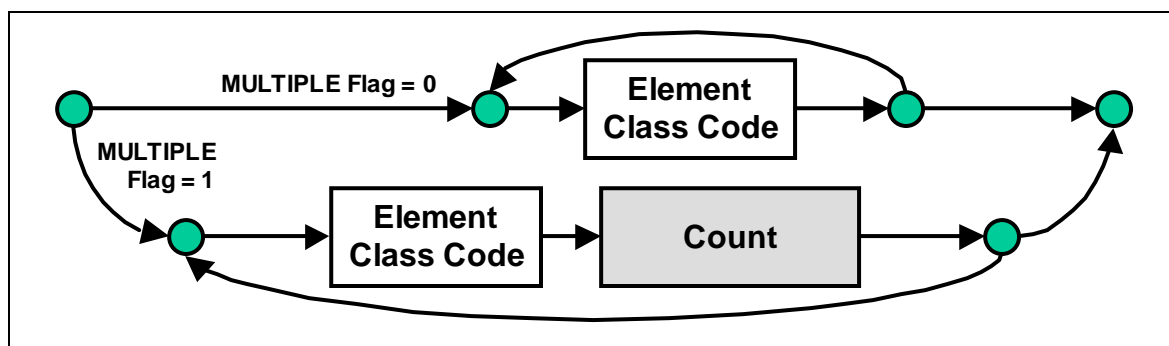 MULTIPLE Flag = 0
Element
Class Code
MULTIPLE
Flag = 1
Element
Class Code
Count